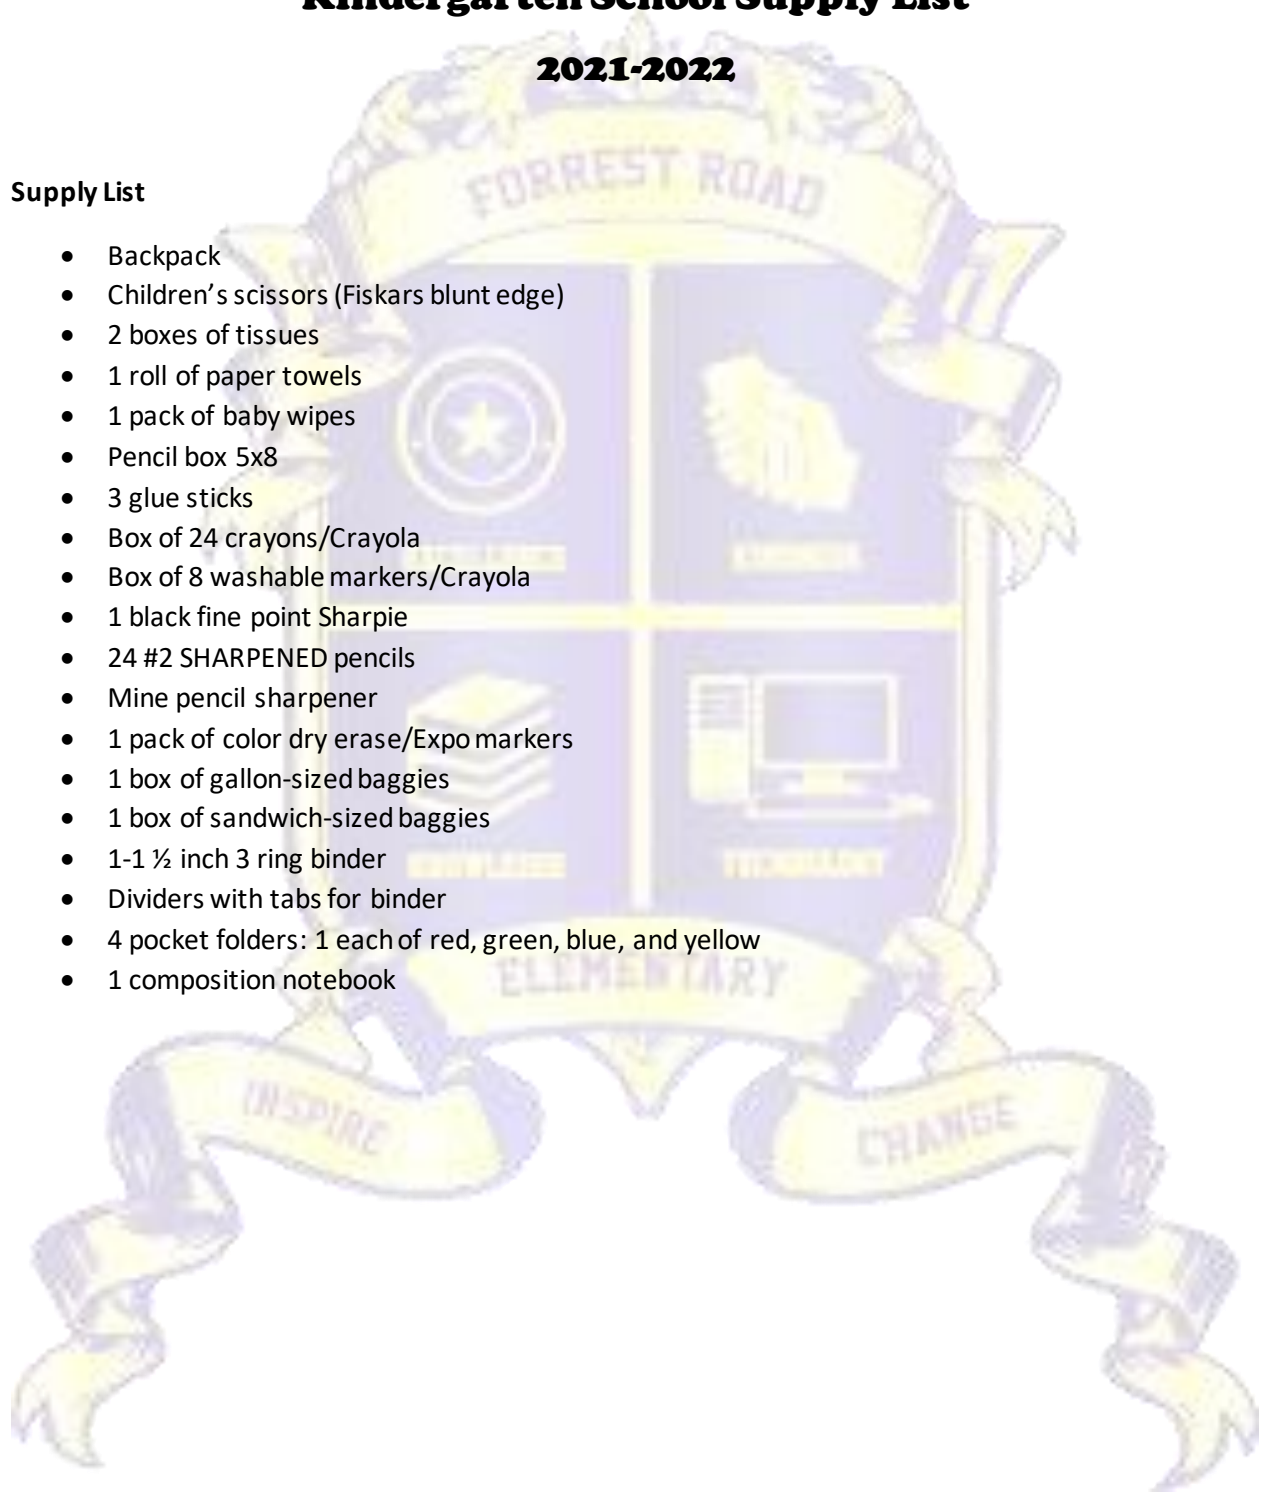 Kindergarten School Supply List
2021-2022
FORREST ROAD
Supply List
• Backpack
• Children’s scissors (Fiskars blunt edge)
• 2 boxes of tissues
• 1 roll of paper towels
• 1 pack of baby wipes
• Pencil box 5x8
• 3 glue sticks
• Box of 24 crayons/Crayola
• Box of 8 washable markers/Crayola
• 1 black fine point Sharpie
• 24 #2 SHARPENED pencils
• Mine pencil sharpener
• 1 pack of color dry erase/Expo markers
• 1 box of gallon-sized baggies
• 1 box of sandwich-sized baggies
• 1-1 ½ inch 3 ring binder
• Dividers with tabs for binder
• 4 pocket folders: 1 each of red, green, blue, and yellow
• 1 composition notebook
ELEMENTARY
INSPIRE
CHANGE